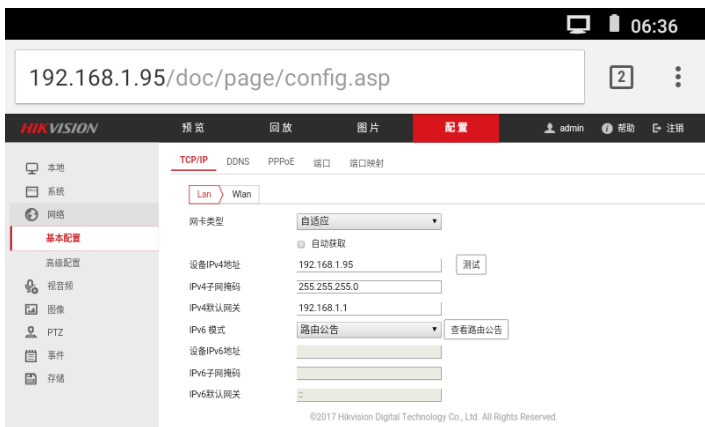 06:36
192.168.1.95/doc/page/config.asp
2
HIKVISION 预览 回放 图片 配置 admin 帮助 注销
本地
系统
网络
基本配置
高级配置
视音频
图像
PTZ
事件
存储
TCP/IP DDNS PPPoE 端口 端口映射
Lan Wlan
网卡类型 自适应
自动获取
设备IPv4地址 192.168.1.95 测试
IPv4子网掩码 255.255.255.0
IPv4默认网关 192.168.1.1
IPv6 模式 路由公告 查看路由公告
设备IPv6地址
IPv6子网掩码
IPv6默认网关 ::
©2017 Hikvision Digital Technology Co., Ltd. All Rights Reserved.